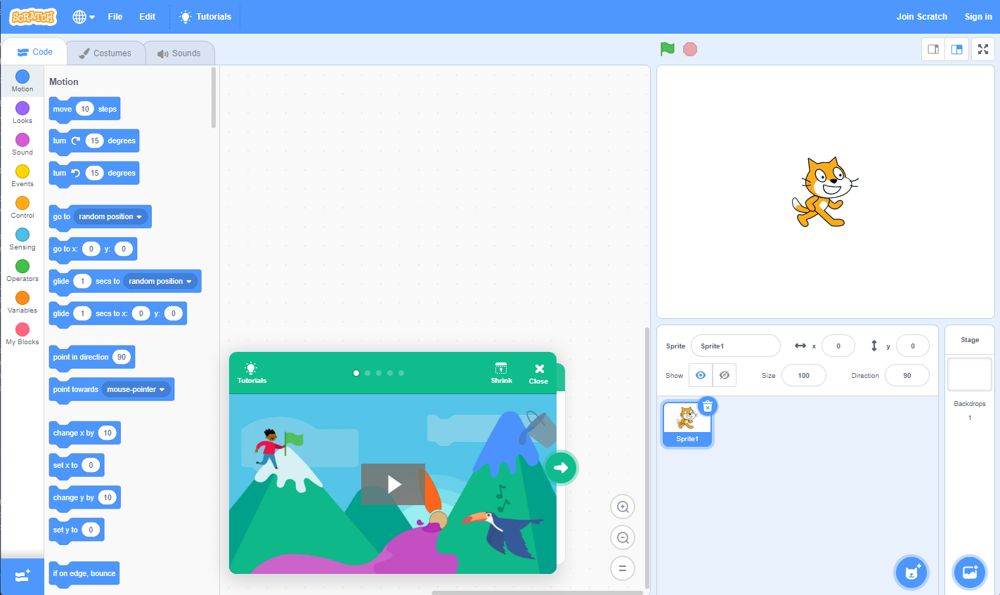 SCRATCH File Edit Tutorials Join Scratch Sign in
Code Costumes Sounds
Motion
Looks
Sound
Events
Control
Sensing
Operators
Variables
My Blocks
Motion
move 10 steps
turn 15 degrees
turn 15 degrees
go to random position
go to x: 0 y: 0
glide 1 secs to random position
glide 1 secs to x: 0 y: 0
point in direction 90
point towards mouse-pointer
change x by 10
set x to 0
change y by 10
set y to 0
if on edge, bounce
Tutorials Shrink Close
Sprite Sprite1 x 0 y 0
Show Size 100 Direction 90
Sprite1
Stage
Backdrops
1